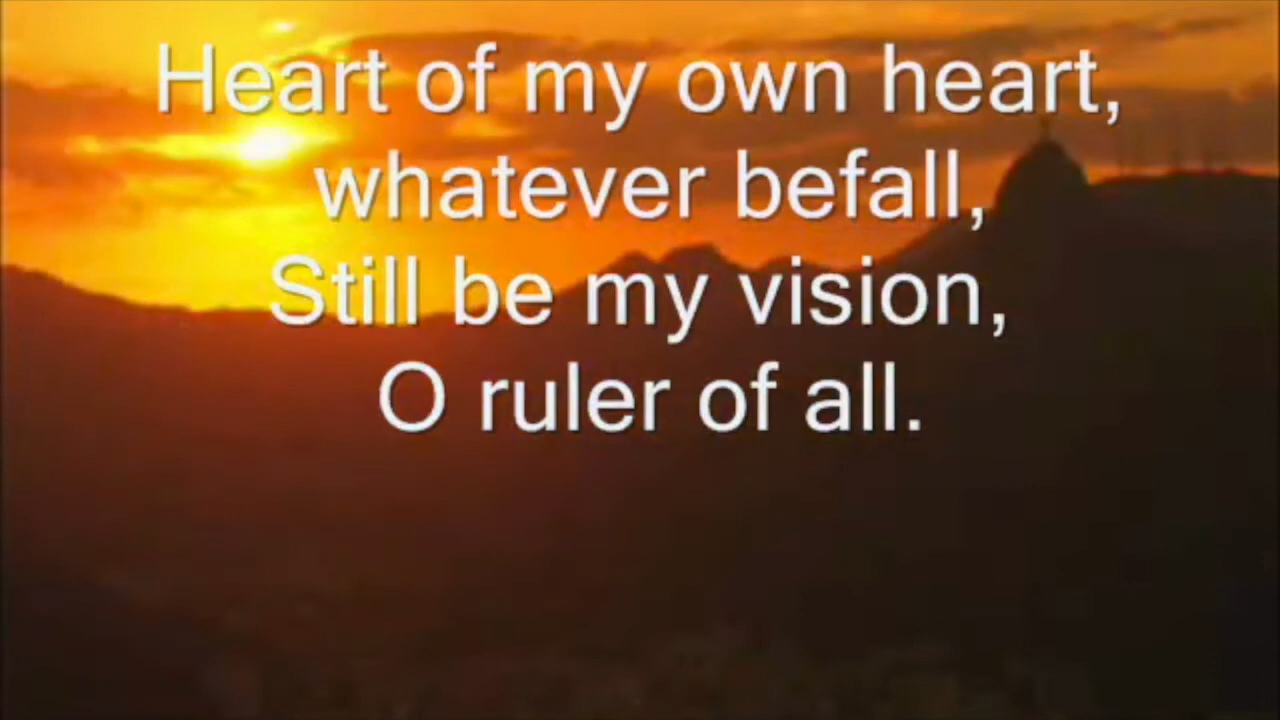 Heart of my own heart,
whatever befall,
Still be my vision,
O ruler of all.